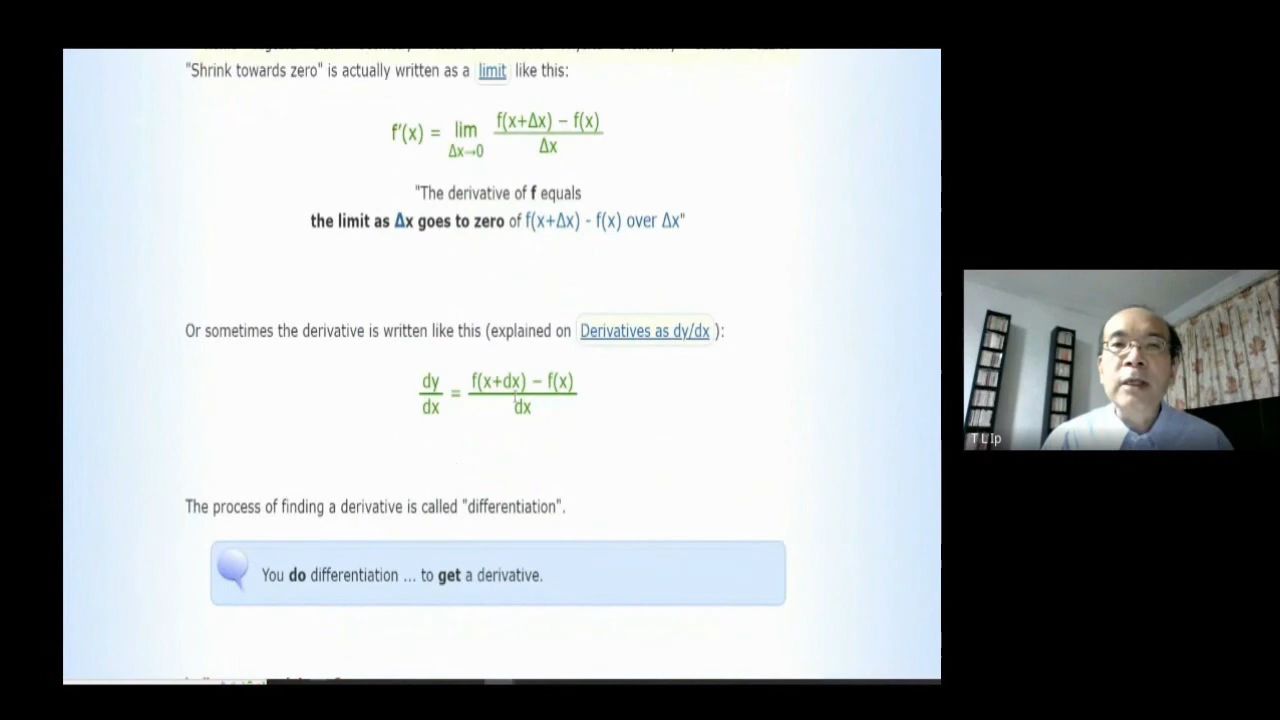 "Shrink towards zero" is actually written as a limit like this:
f'(x) = lim Δx→0 f(x+Δx) − f(x) / Δx
"The derivative of f equals
the limit as Δx goes to zero of f(x+Δx) - f(x) over Δx"
Or sometimes the derivative is written like this (explained on Derivatives as dy/dx ):
dy/dx = f(x+dx) − f(x) / dx
The process of finding a derivative is called "differentiation".
You do differentiation ... to get a derivative.
T L Ip